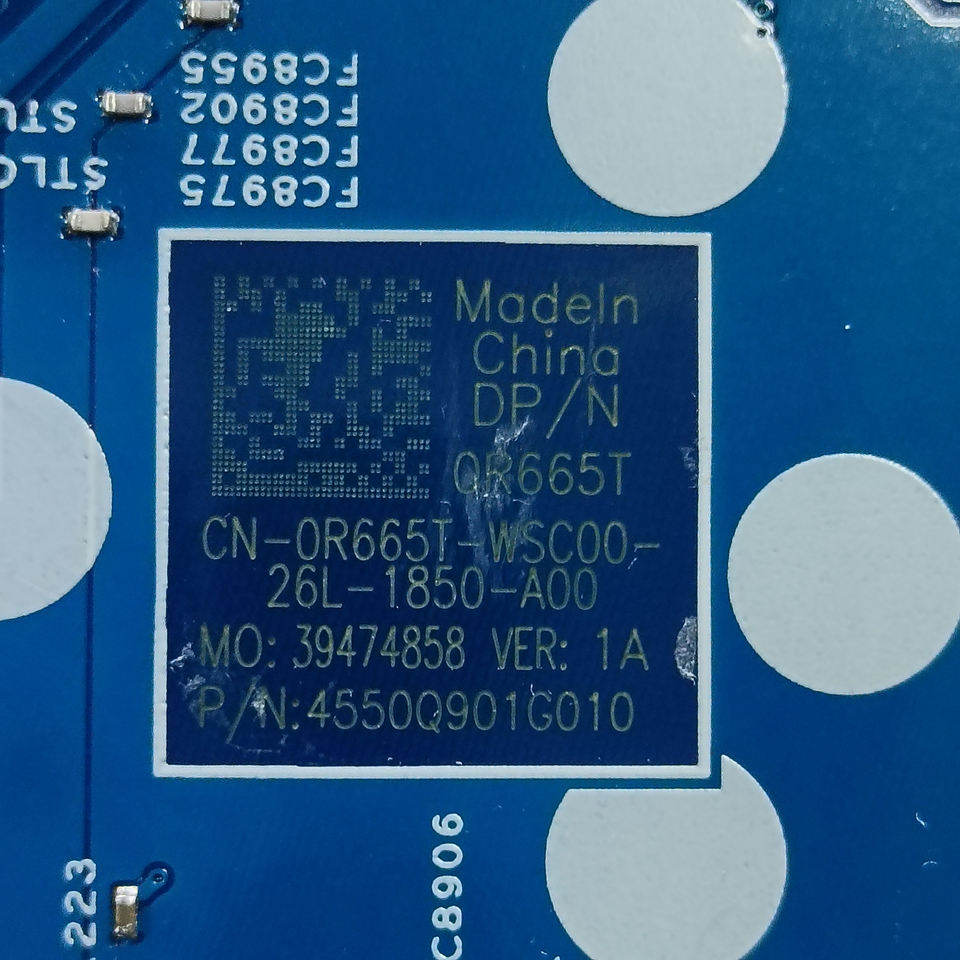 FC8955
FC8902
FC8977
FC8975
MadeIn
China
DP/N
0R665T
CN-0R665T-WSC00-
26L-1850-A00
MO: 39474858 VER: 1A
P/N:4550Q901G010
C8906
223